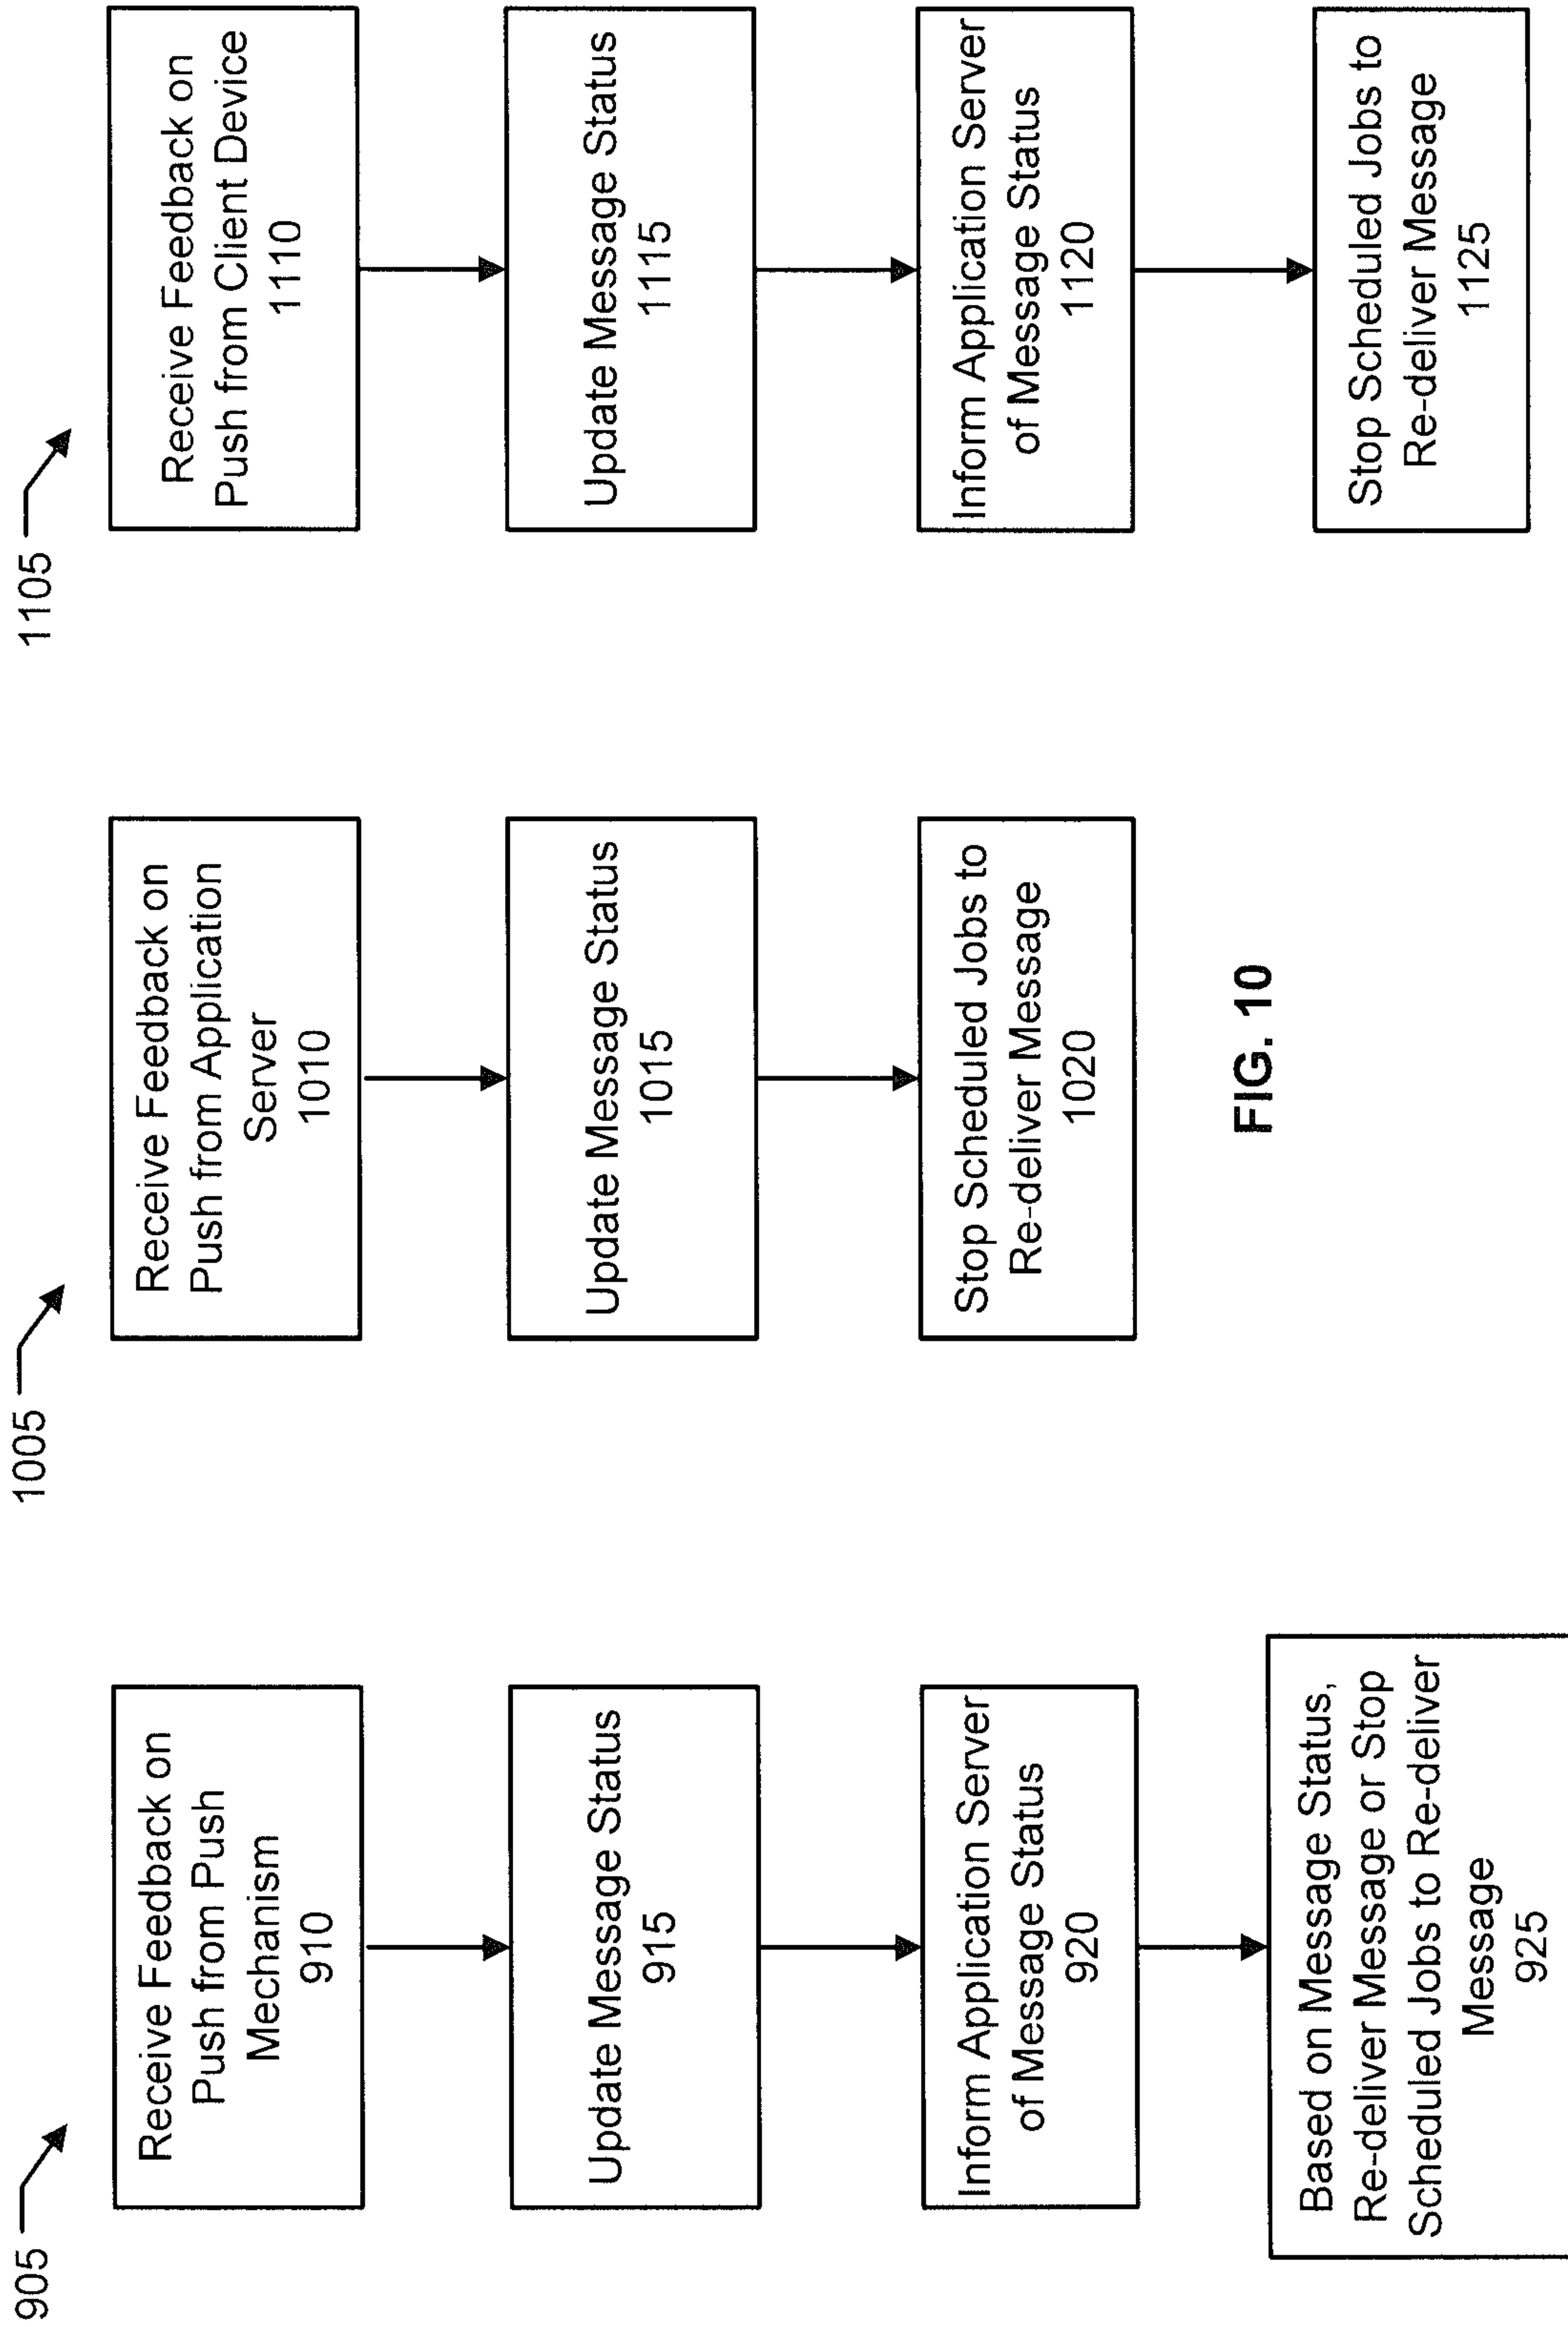 905
Receive Feedback on
Push from Push
Mechanism
910
Update Message Status
915
Inform Application Server
of Message Status
920
Based on Message Status,
Re-deliver Message or Stop
Scheduled Jobs to Re-deliver
Message
925
1005
Receive Feedback on
Push from Application
Server
1010
Update Message Status
1015
Stop Scheduled Jobs to
Re-deliver Message
1020
FIG. 10
1105
Receive Feedback on
Push from Client Device
1110
Update Message Status
1115
Inform Application Server
of Message Status
1120
Stop Scheduled Jobs to
Re-deliver Message
1125